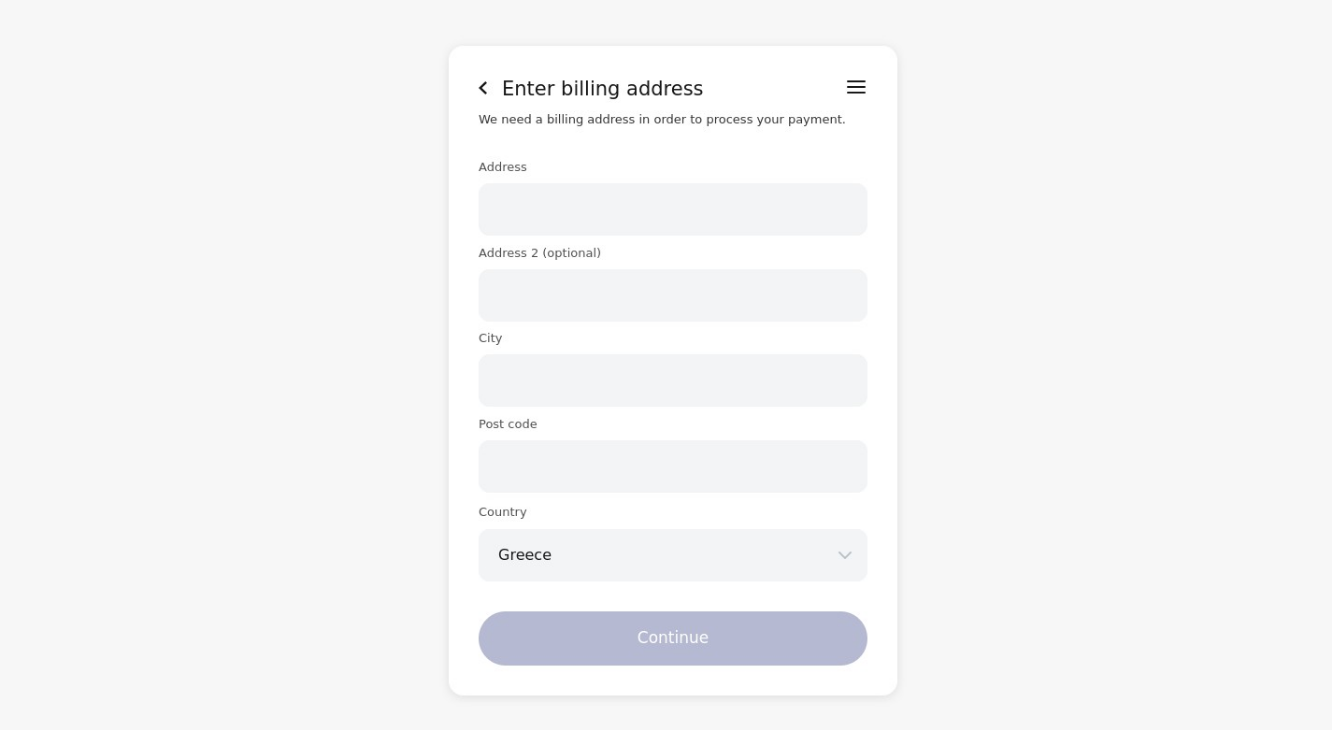 Enter billing address
We need a billing address in order to process your payment.
Address
Address 2 (optional)
City
Post code
Country
Greece
Continue